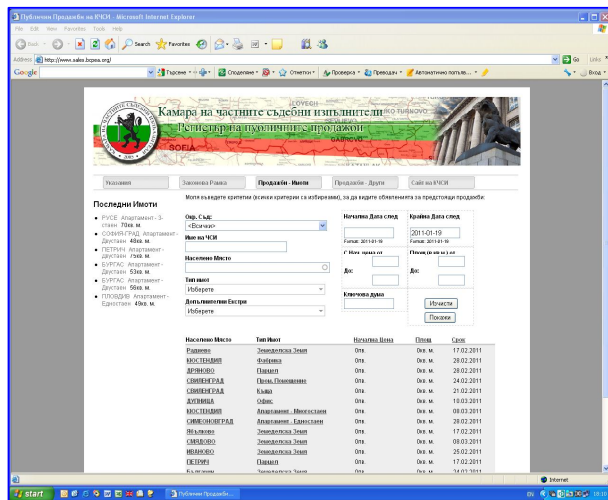 Публични Продажби на КЧСИ - Microsoft Internet Explorer
File Edit View Favorites Tools Help
Back Search Favorites
Address http://www.sales.bcpea.org/ Go Links
Google Търсене Споделяне Отметки Проверка Преводач Автоматично попълв... Вход
LOVECH
Камара на частните съдебни изпълнители
Регистър на публичните продажби
SOFIA
GABROVO
Указания Законова Рамка Продажби - Имоти Продажби - Други Сайт на КЧСИ
Последни Имоти
РУСЕ Апартамент - 3-стаен 70кв. м.
СОФИЯ-ГРАД Апартамент - Двустаен 48кв. м.
ПЕТРИЧ Апартамент - Двустаен 75кв. м.
БУРГАС Апартамент - Двустаен 53кв. м.
БУРГАС Апартамент - Двустаен 56кв. м.
ПЛОВДИВ Апартамент - Едностаен 49кв. м.
Моля въведете критетии (всички критерии са избираеми), за да видите обявленията за предстоящи продажби:
Окр. Съд:
<Всички>
Име на ЧСИ
Населено Място
Тип имот
Изберете
Допълнителни Екстри
Изберете
Начална Дата след
Format: 2011-01-19
Крайна Дата след
2011-01-19
Format: 2011-01-19
До:
До:
Ключова дума
Изчисти
Покажи
Населено Място Тип Имот Начална Цена Площ Срок
Радиево Земеделска Земя 0лв. 0кв. м. 17.02.2011
КЮСТЕНДИЛ Фабрика 0лв. 0кв. м. 28.02.2011
ДРЯНОВО Парцел 0лв. 0кв. м. 28.02.2011
СВИЛЕНГРАД Пром. Помещение 0лв. 0кв. м. 24.02.2011
СВИЛЕНГРАД Къща 0лв. 0кв. м. 21.02.2011
ДУПНИЦА Офис 0лв. 0кв. м. 10.03.2011
КЮСТЕНДИЛ Апартамент - Многостаен 0лв. 0кв. м. 08.03.2011
СИМЕОНОВГРАД Апартамент - Едностаен 0лв. 0кв. м. 28.02.2011
Ябълково Земеделска Земя 0лв. 0кв. м. 17.02.2011
СМЯДОВО Земеделска Земя 0лв. 0кв. м. 08.03.2011
ИВАНОВО Земеделска Земя 0лв. 0кв. м. 25.02.2011
ПЕТРИЧ Парцел 0лв. 0кв. м. 17.02.2011
Земеделска Земя 0лв. 0кв. м. 24.03.2011
Internet
start Публични Продажби... EN 18:10